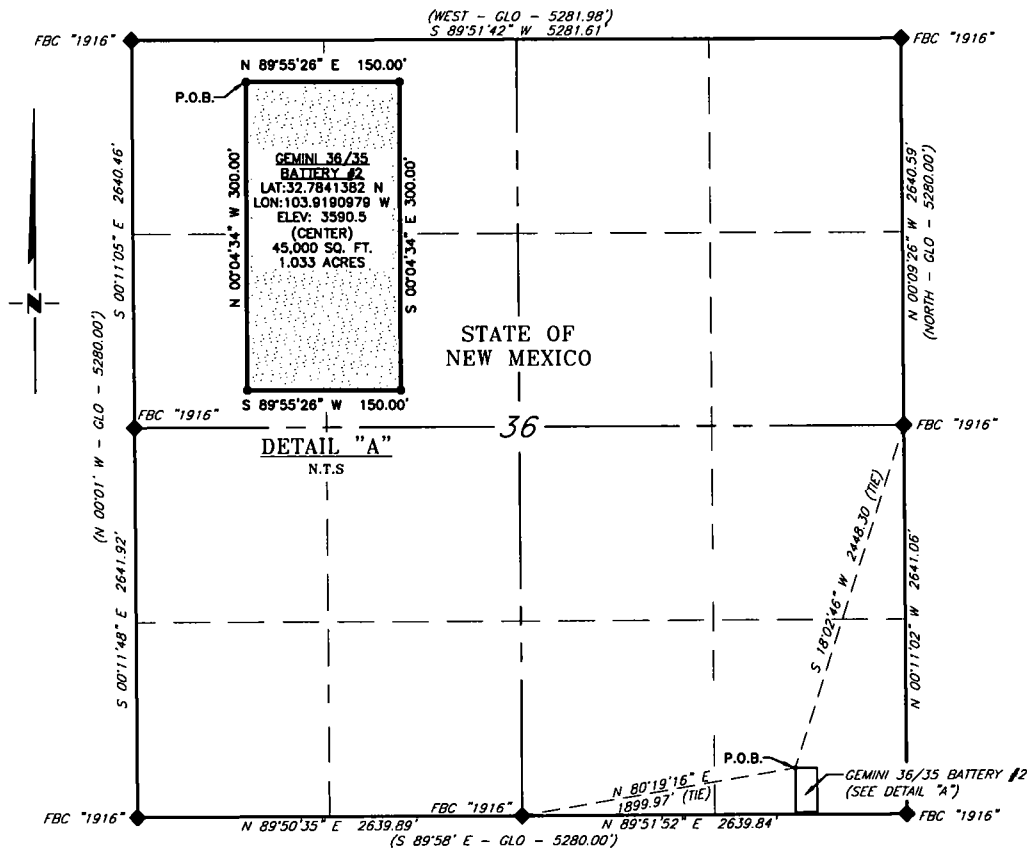 (WEST - GLO - 5281.98')
S 89°51'42" W 5281.61'
FBC "1916"
FBC "1916"
N 89°55'26" E 150.00'
P.O.B.
GEMINI 36/35
BATTERY #2
LAT:32.7841382 N
LON:103.9190979 W
ELEV: 3590.5
(CENTER)
45,000 SQ. FT.
1.033 ACRES
N 00°04'34" W 300.00'
S 00°04'34" E 300.00'
S 89°55'26" W 150.00'
DETAIL "A"
N.T.S
S 00°11'05" E 2640.46'
(N 00°01' W - GLO - 5280.00')
N 00°09'26" W 2640.59'
(NORTH - GLO - 5280.00')
N
STATE OF
NEW MEXICO
FBC "1916"
36
FBC "1916"
S 00°11'48" E 2641.92'
S 18°02'46" W 2448.30 (TIE)
N 00°11'02" W 2641.06'
P.O.B.
GEMINI 36/35 BATTERY #2
(SEE DETAIL "A")
N 80°19'16" E
1899.97' (TIE)
FBC "1916"
FBC "1916"
FBC "1916"
N 89°50'35" E 2639.89'
N 89°51'52" E 2639.84'
(S 89°58' E - GLO - 5280.00')